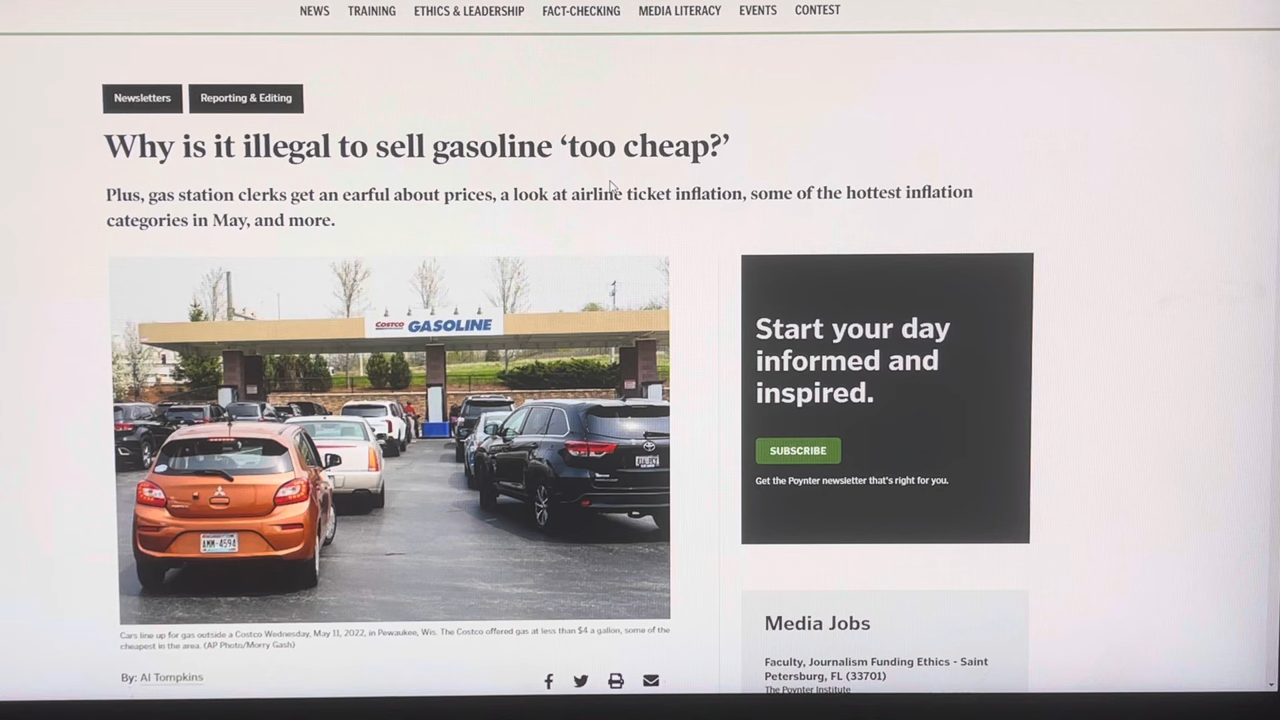 NEWS TRAINING ETHICS & LEADERSHIP FACT-CHECKING MEDIA LITERACY EVENTS CONTEST
Newsletters Reporting & Editing
Why is it illegal to sell gasoline ‘too cheap?’
Plus, gas station clerks get an earful about prices, a look at airline ticket inflation, some of the hottest inflation
categories in May, and more.
COSTCO GASOLINE
AMM-4594
Start your day
informed and
inspired.
SUBSCRIBE
Get the Poynter newsletter that's right for you.
Cars line up for gas outside a Costco Wednesday, May 11, 2022, in Pewaukee, Wis. The Costco offered gas at less than $4 a gallon, some of the
cheapest in the area. (AP Photo/Morry Gash)
By: Al Tompkins
Media Jobs
Faculty, Journalism Funding Ethics - Saint
Petersburg, FL (33701)
The Poynter Institute